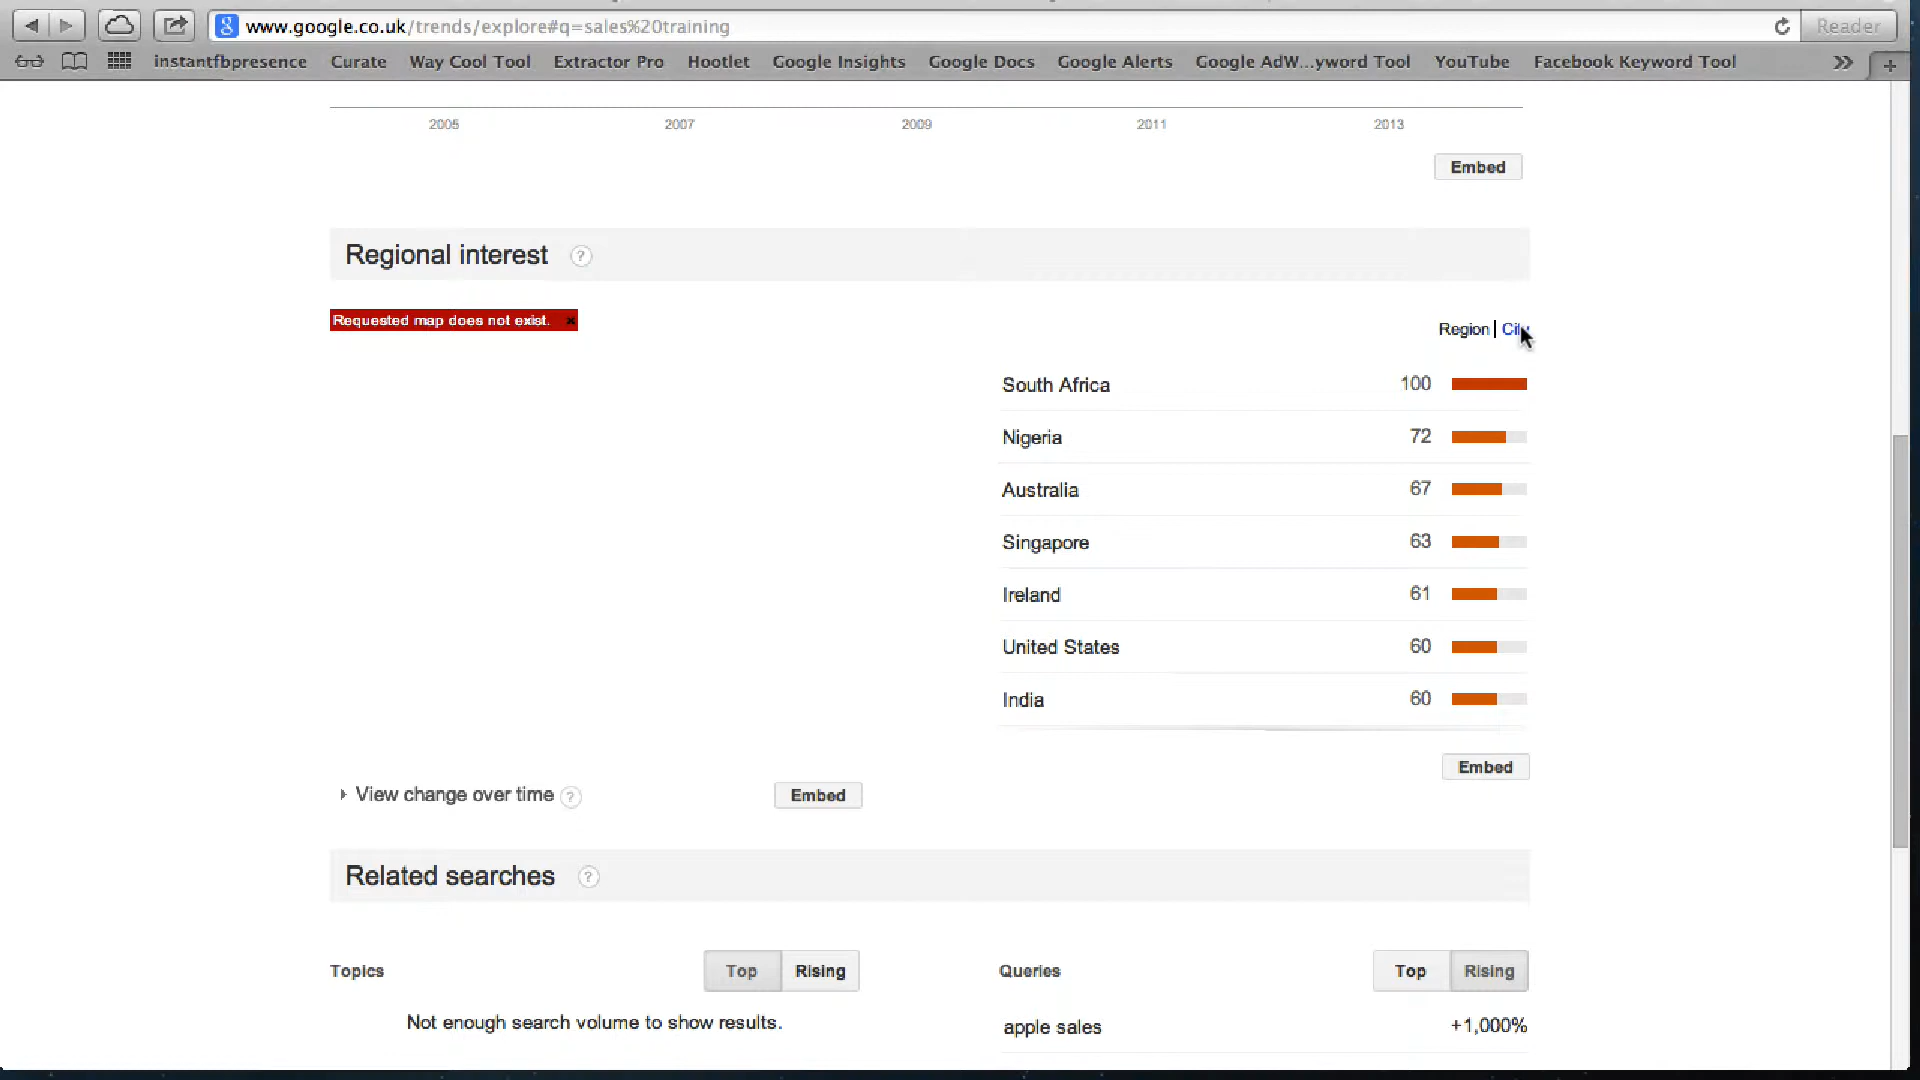 www.google.co.uk/trends/explore#q=sales%20training
Reader
instantfbpresence Curate Way Cool Tool Extractor Pro Hootlet Google Insights Google Docs Google Alerts Google AdW...yword Tool YouTube Facebook Keyword Tool
2005 2007 2009 2011 2013
Embed
Regional interest ?
Requested map does not exist. ×
Region | City
South Africa 100
Nigeria 72
Australia 67
Singapore 63
Ireland 61
United States 60
India 60
Embed
View change over time ? Embed
Related searches ?
Topics Top Rising Queries Top Rising
Not enough search volume to show results.
apple sales +1,000%